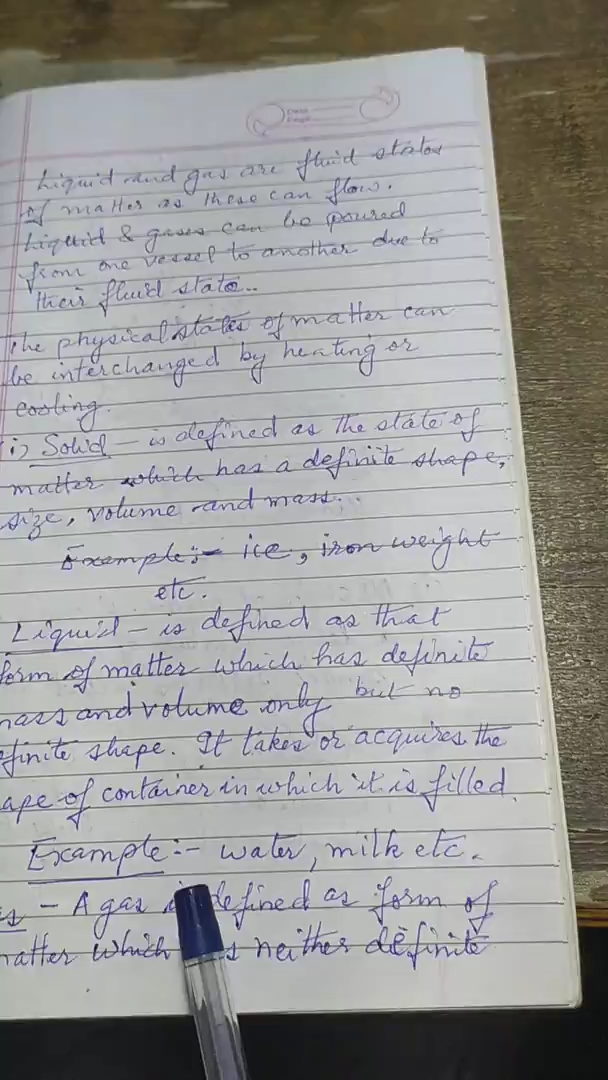 Date
Page
Liquid and gas are fluid states
of matter as these can flow.
Liquid & gases can be poured
from one vessel to another due to
their fluid state..
The physical states of matter can
be interchanged by heating or
cooling.
i) Solid - is defined as the state of
matter which has a definite shape,
size, volume and mass...
Example:- ice, iron weight
etc.
Liquid - is defined as that
form of matter which has definite
mass and volume only but no
efinite shape. It takes or acquires the
ape of container in which it is filled.
Example:- water, milk etc.
as - A gas defined as form of
matter which neither definite